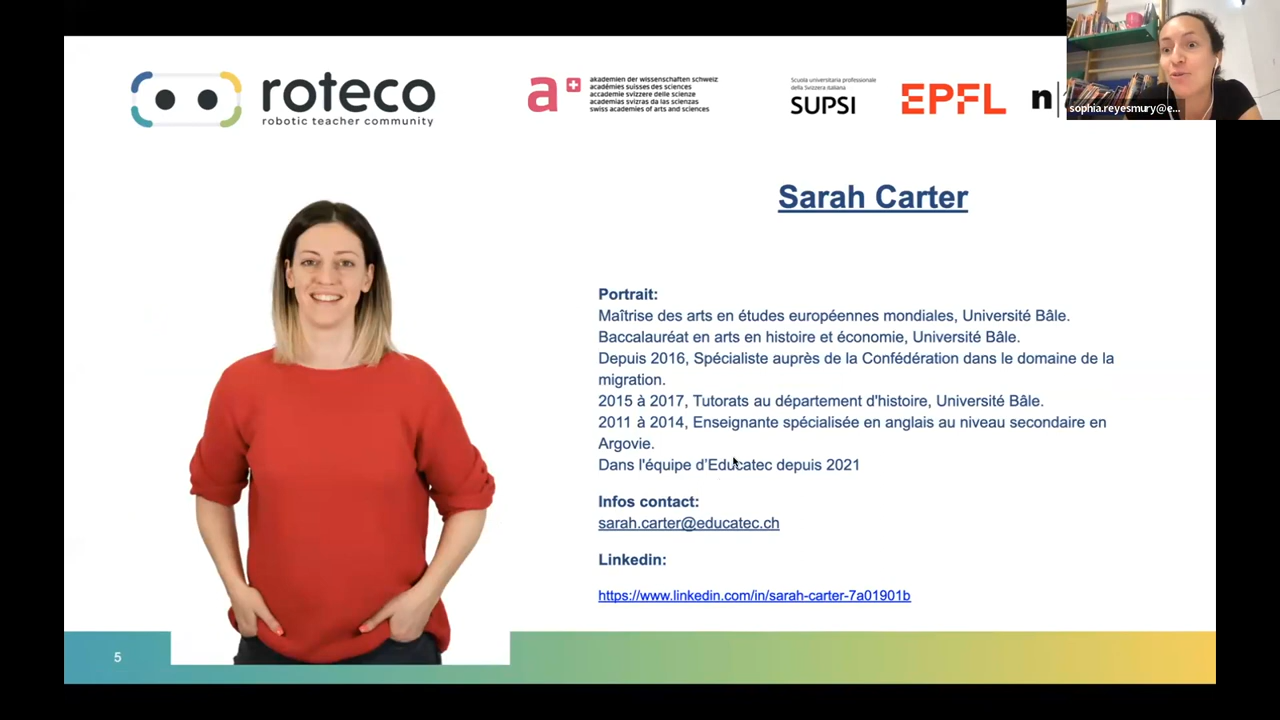 roteco
robotic teacher community
a
akademien der wissenschaften schweiz
académies suisses des sciences
accademie svizzere delle scienze
academias svizras da las scienzas
swiss academies of arts and sciences
Scuola universitaria professionale
della Svizzera italiana
SUPSI
EPFL
n
sophia.reyesmury@e...
Sarah Carter
Portrait:
Maîtrise des arts en études européennes mondiales, Université Bâle.
Baccalauréat en arts en histoire et économie, Université Bâle.
Depuis 2016, Spécialiste auprès de la Confédération dans le domaine de la
migration.
2015 à 2017, Tutorats au département d'histoire, Université Bâle.
2011 à 2014, Enseignante spécialisée en anglais au niveau secondaire en
Argovie.
Dans l'équipe d'Educatec depuis 2021
Infos contact:
sarah.carter@educatec.ch
Linkedin:
https://www.linkedin.com/in/sarah-carter-7a01901b
5